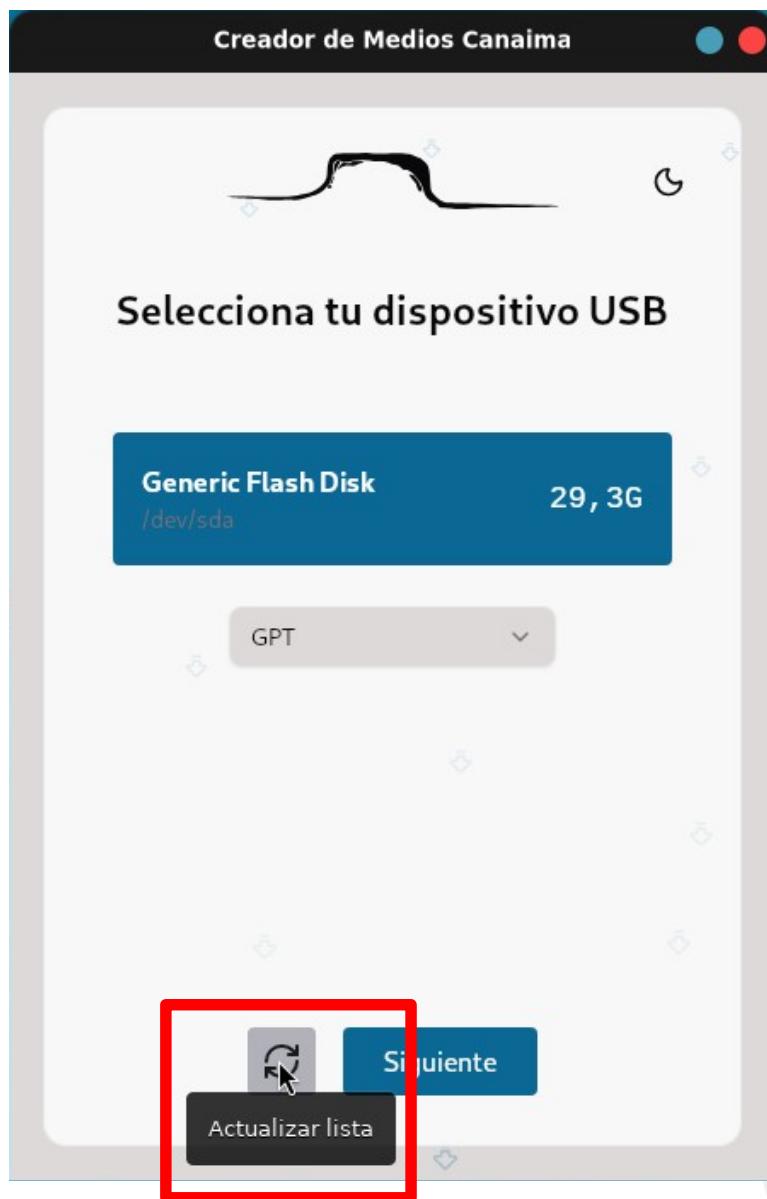 Creador de Medios Canaima
Selecciona tu dispositivo USB
Generic Flash Disk
/dev/sda
29,3G
GPT
Siguiente
Actualizar lista